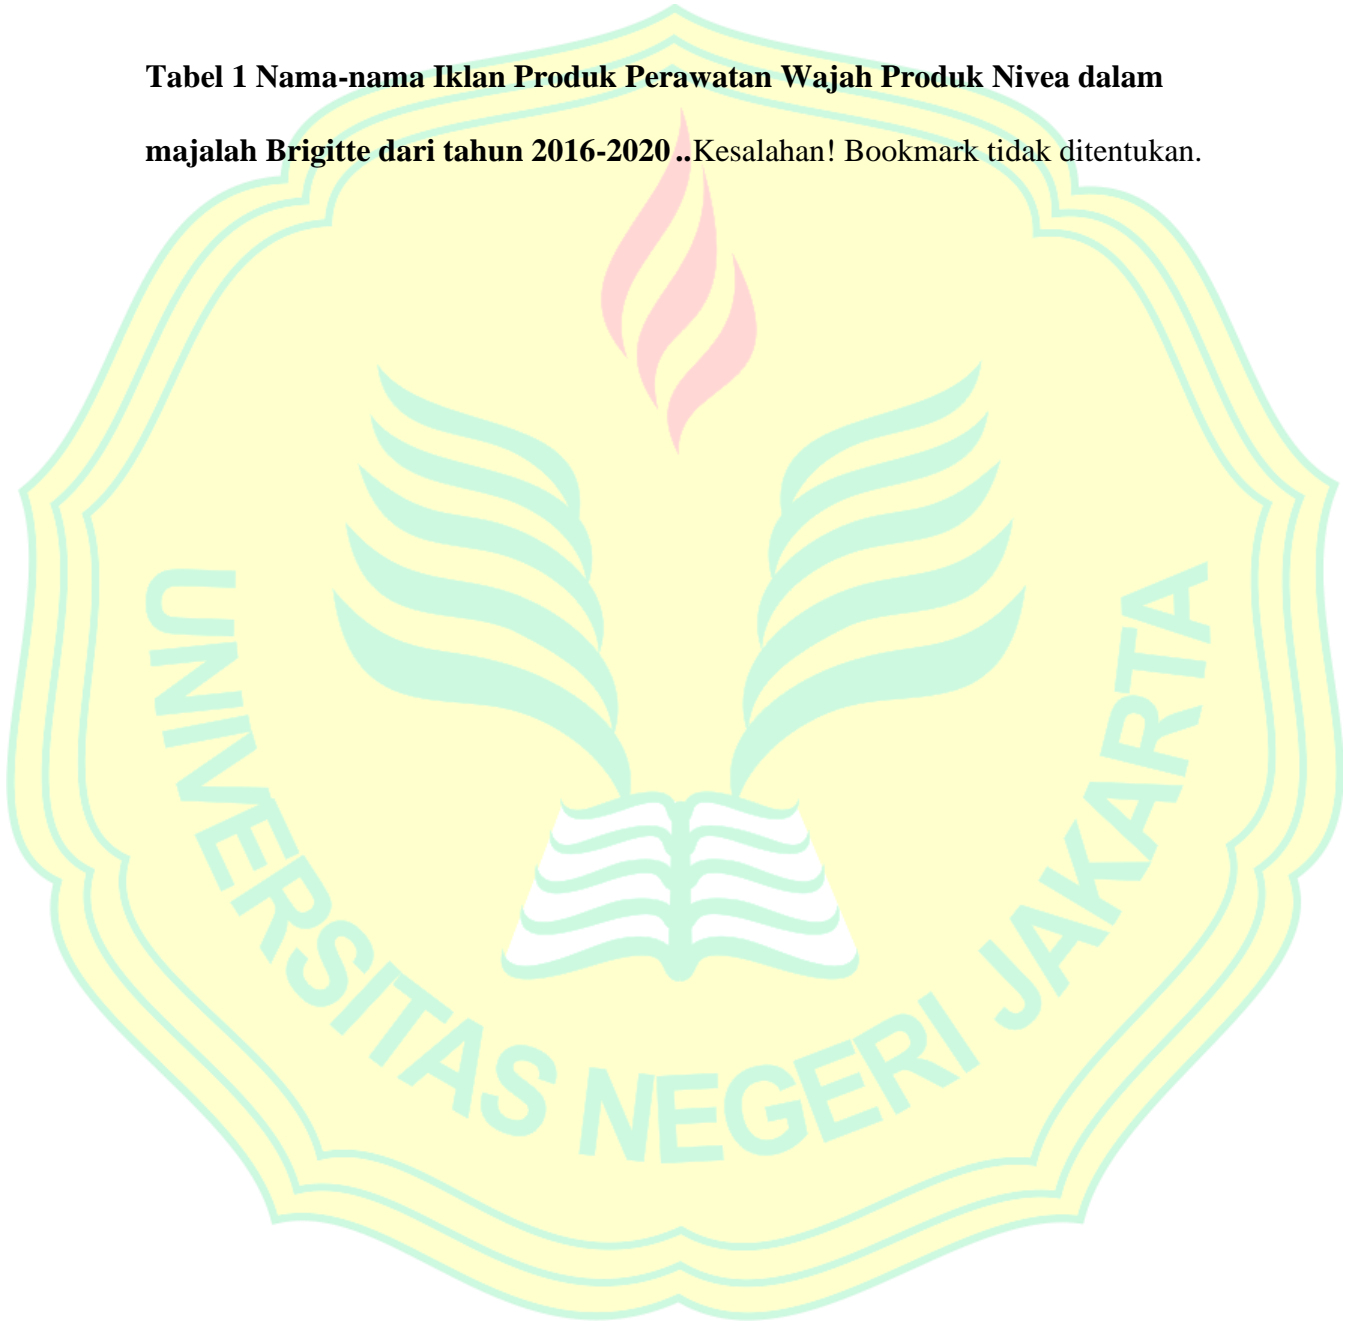 Tabel 1 Nama-nama Iklan Produk Perawatan Wajah Produk Nivea dalam
majalah Brigitte dari tahun 2016-2020 ..Kesalahan! Bookmark tidak ditentukan.
UNIVERSITAS NEGERI JAKARTA